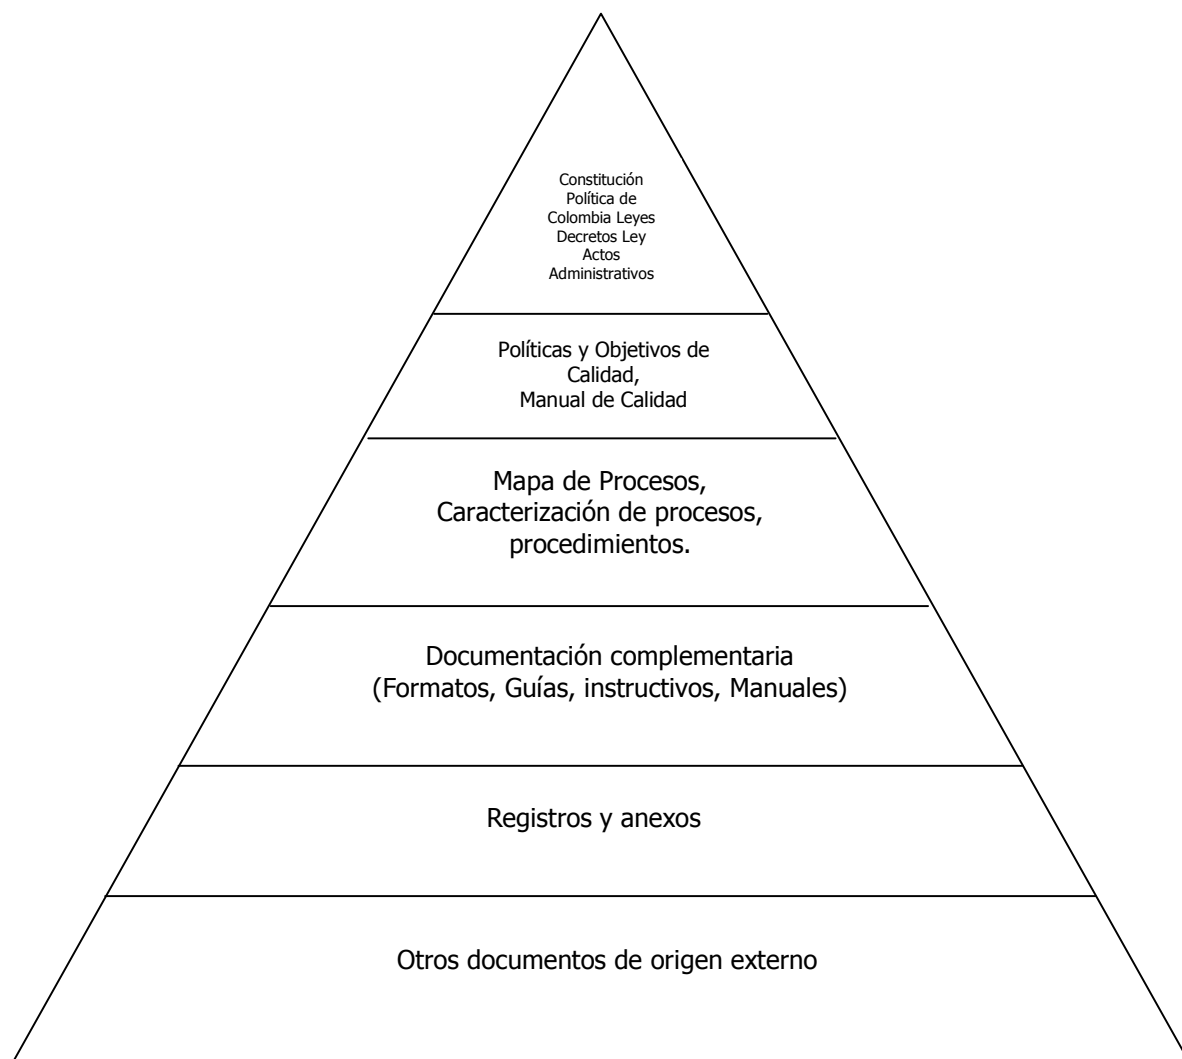 Constitución
Política de
Colombia Leyes
Decretos Ley
Actos
Administrativos
Políticas y Objetivos de
Calidad,
Manual de Calidad
Mapa de Procesos,
Caracterización de procesos,
procedimientos.
Documentación complementaria
(Formatos, Guías, instructivos, Manuales)
Registros y anexos
Otros documentos de origen externo